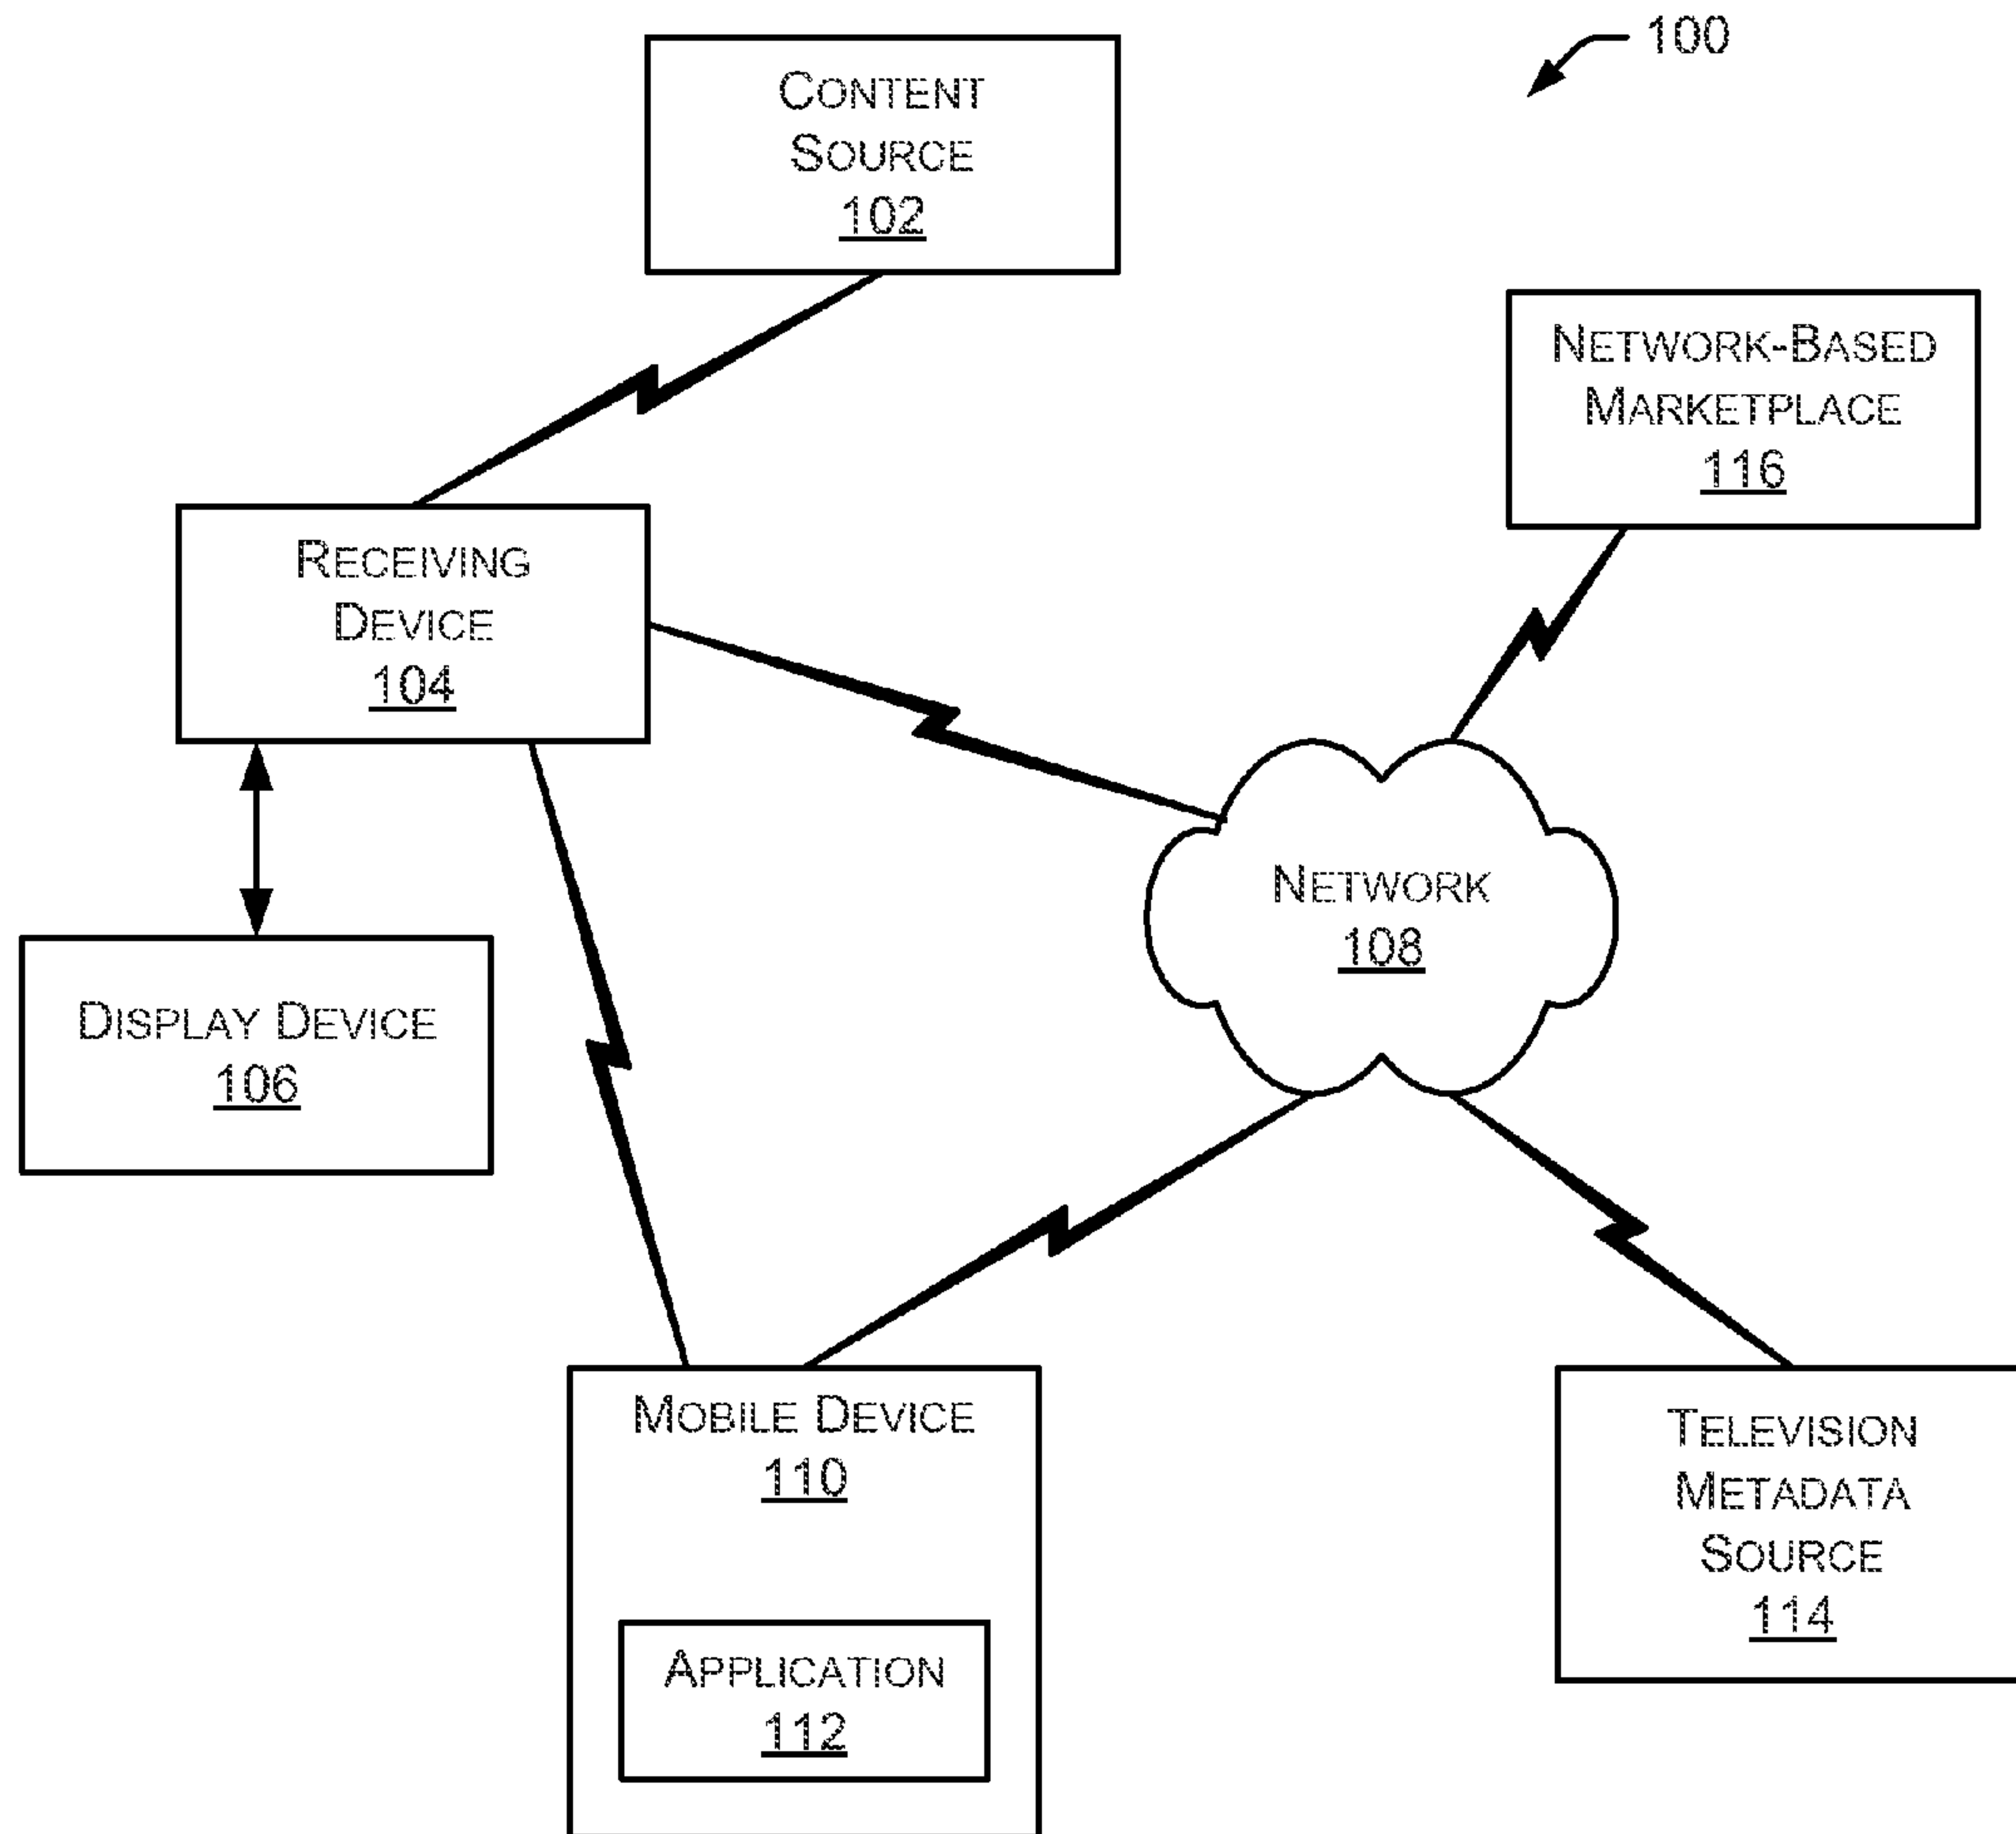 100
CONTENT
SOURCE
102
NETWORK-BASED
MARKETPLACE
116
RECEIVING
DEVICE
104
NETWORK
108
DISPLAY DEVICE
106
MOBILE DEVICE
110
APPLICATION
112
TELEVISION
METADATA
SOURCE
114